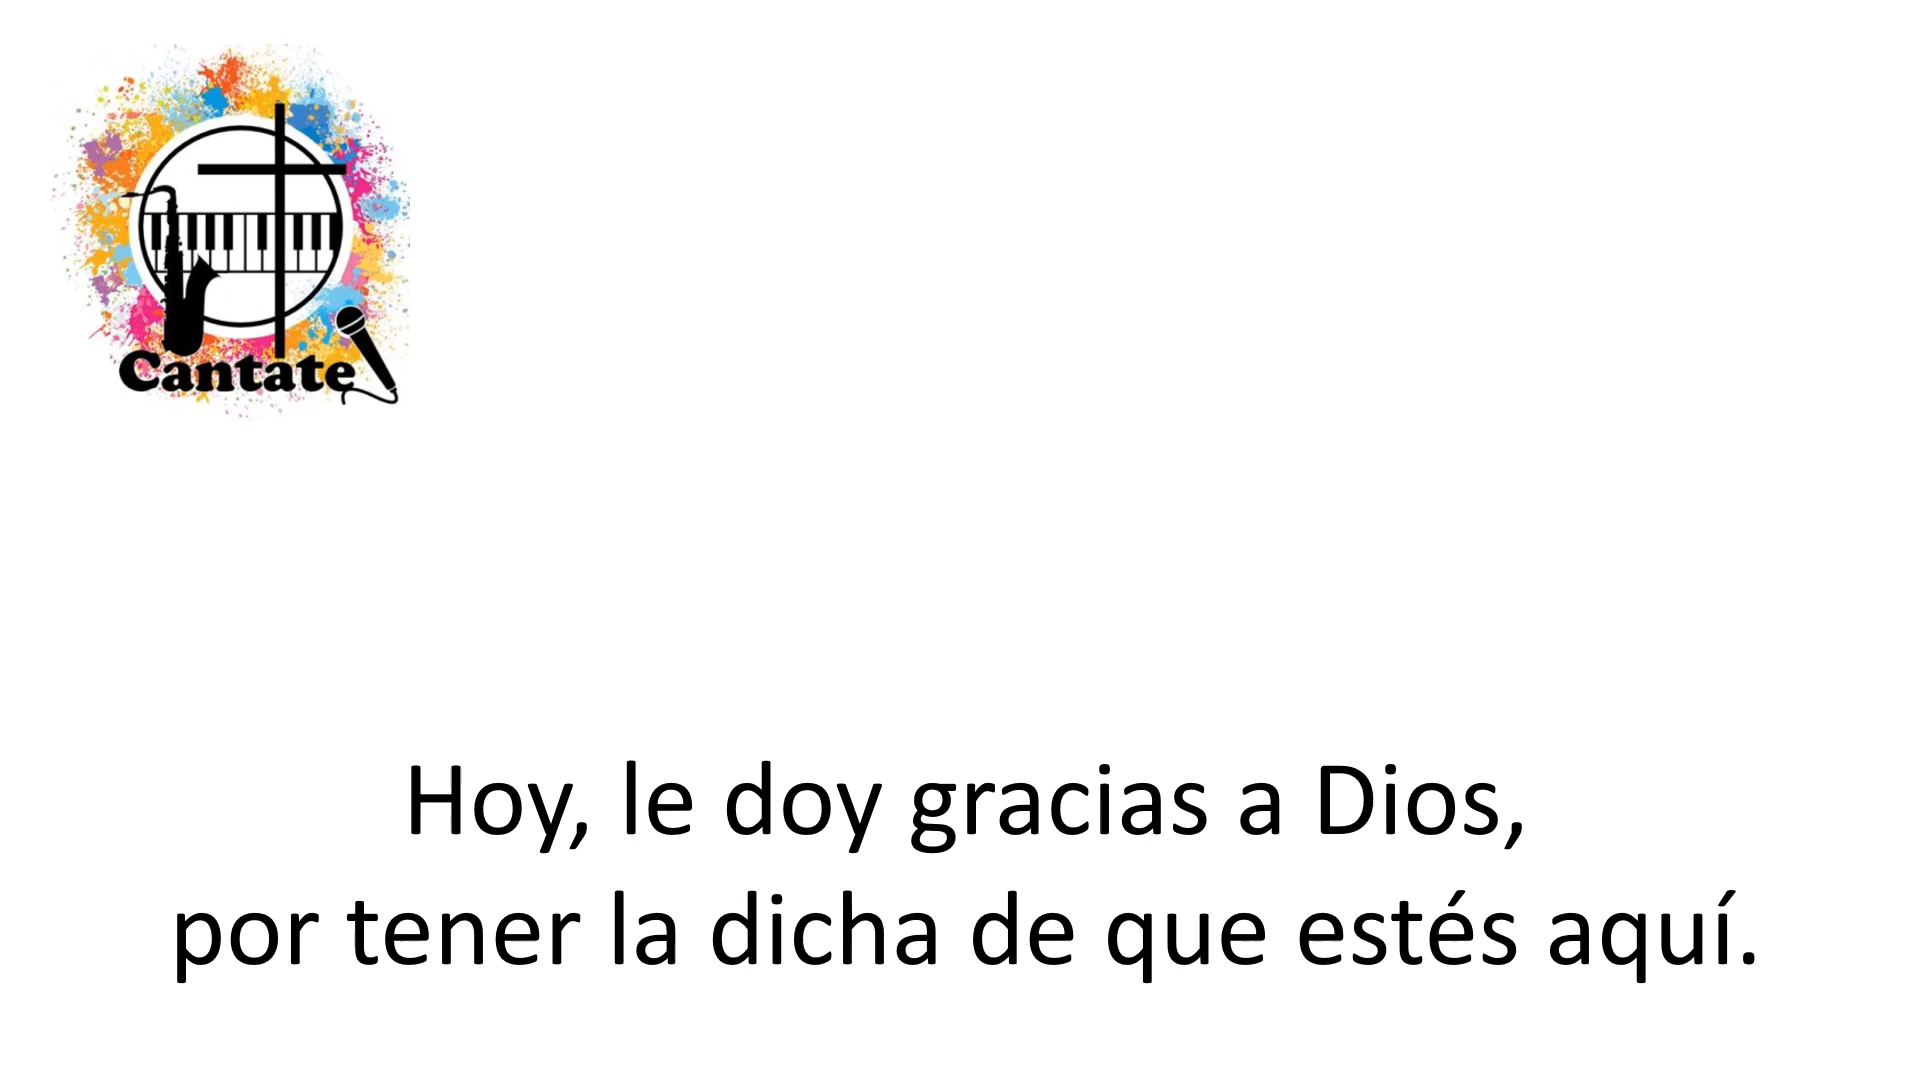 Cantate
Hoy, le doy gracias a Dios,
por tener la dicha de que estés aquí.